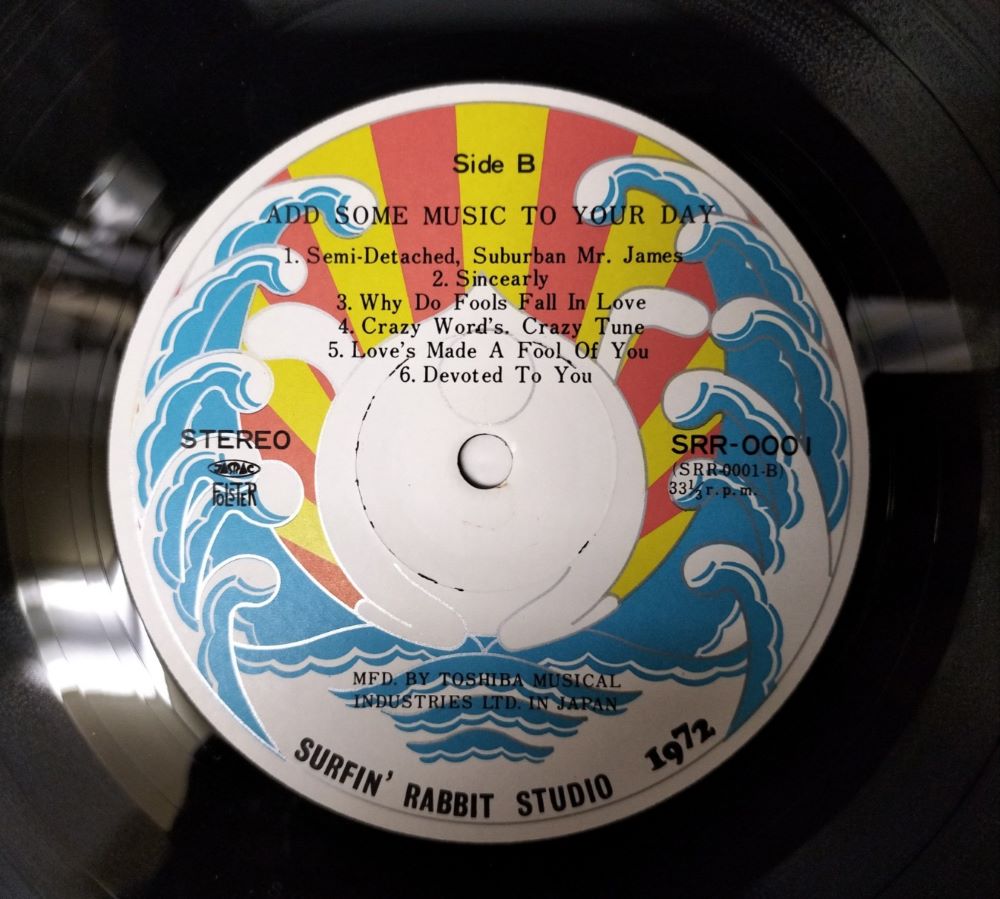 Side B
ADD SOME MUSIC TO YOUR DAY
1. Semi-Detached, Suburban Mr. James
2. Sincearly
3. Why Do Fools Fall In Love
4. Crazy Word's. Crazy Tune
5. Love's Made A Fool Of You
6. Devoted To You
STEREO
JASRAC
POLSTER
SRR-0001
(SRR-0001-B)
33⅓ r.p.m.
MFD. BY TOSHIBA MUSICAL
INDUSTRIES LTD. IN JAPAN
SURFIN' RABBIT STUDIO 1972